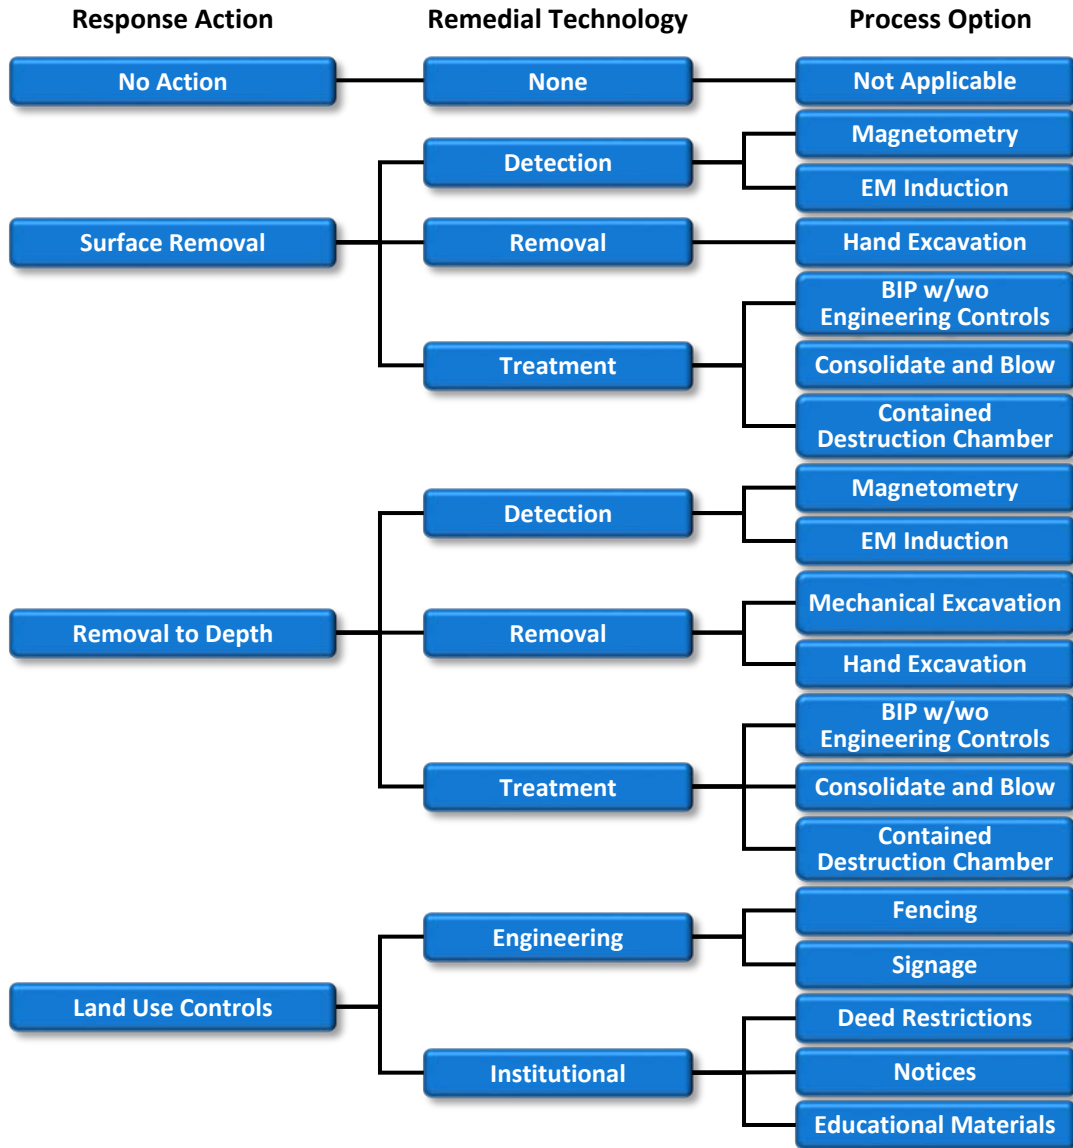 Response Action
Remedial Technology
Process Option
No Action
None
Not Applicable
Surface Removal
Detection
Magnetometry
EM Induction
Removal
Hand Excavation
Treatment
BIP w/wo
Engineering Controls
Consolidate and Blow
Contained
Destruction Chamber
Removal to Depth
Detection
Magnetometry
EM Induction
Removal
Mechanical Excavation
Hand Excavation
Treatment
BIP w/wo
Engineering Controls
Consolidate and Blow
Contained
Destruction Chamber
Land Use Controls
Engineering
Fencing
Signage
Institutional
Deed Restrictions
Notices
Educational Materials